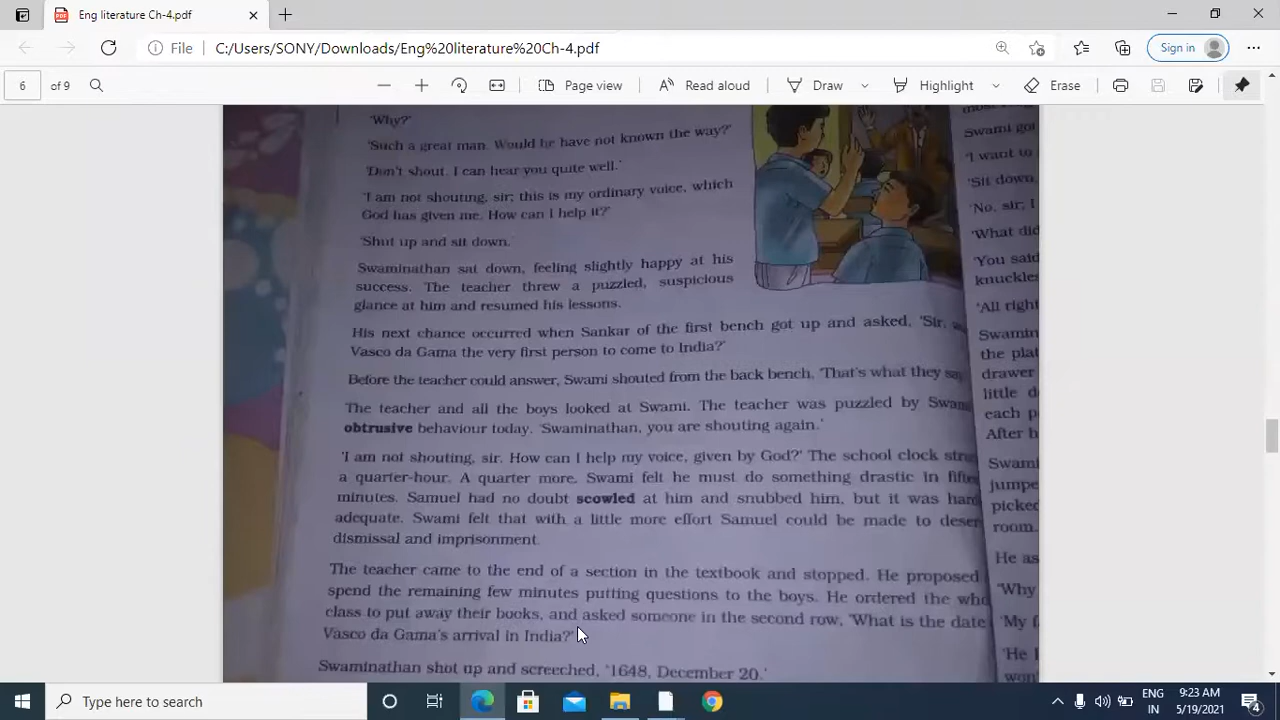 Eng literature Ch-4.pdf
File
C:/Users/SONY/Downloads/Eng%20literature%20Ch-4.pdf
Sign in
6 of 9
Page view
Read aloud
Draw
Highlight
Erase
'Why?'
'Such a great man. Would he have not known the way?'
'Don't shout. I can hear you quite well.'
'I am not shouting, sir; this is my ordinary voice, which
God has given me. How can I help it?'
'Shut up and sit down.
Swaminathan sat down, feeling slightly happy at his
success. The teacher threw a puzzled, suspicious
glance at him and resumed his lessons.
His next chance occurred when Sankar of the first bench got up and asked, 'Sir,
Vasco da Gama the very first person to come to India?'
Before the teacher could answer, Swami shouted from the back bench, 'That's what they say
The teacher and all the boys looked at Swami. The teacher was puzzled by
obtrusive behaviour today. 'Swaminathan, you are shouting again.'
'I am not shouting, sir. How can I help my voice, given by God?' The school clock
a quarter-hour. A quarter more. Swami felt he must do something drastic in
minutes. Samuel had no doubt scowled at him and snubbed him, but it was
adequate. Swami felt that with a little more effort Samuel could be made to
dismissal and imprisonment.
The teacher came to the end of a section in the textbook and stopped. He proposed
spend the remaining few minutes putting questions to the boys. He ordered the
class to put away their books, and asked someone in the second row, 'What is the date
Vasco da Gama's arrival in India?'
Swaminathan shot up and screeched, '1648, December 20.'
Swami
'I want to
'Sit down,
'No, sir, I
'What did
'You said
'All right
the
drawer
little
each
After
picked
room.
He
'Why
'My
'He
Type here to search
ENG
IN
9:23 AM
5/19/2021
4